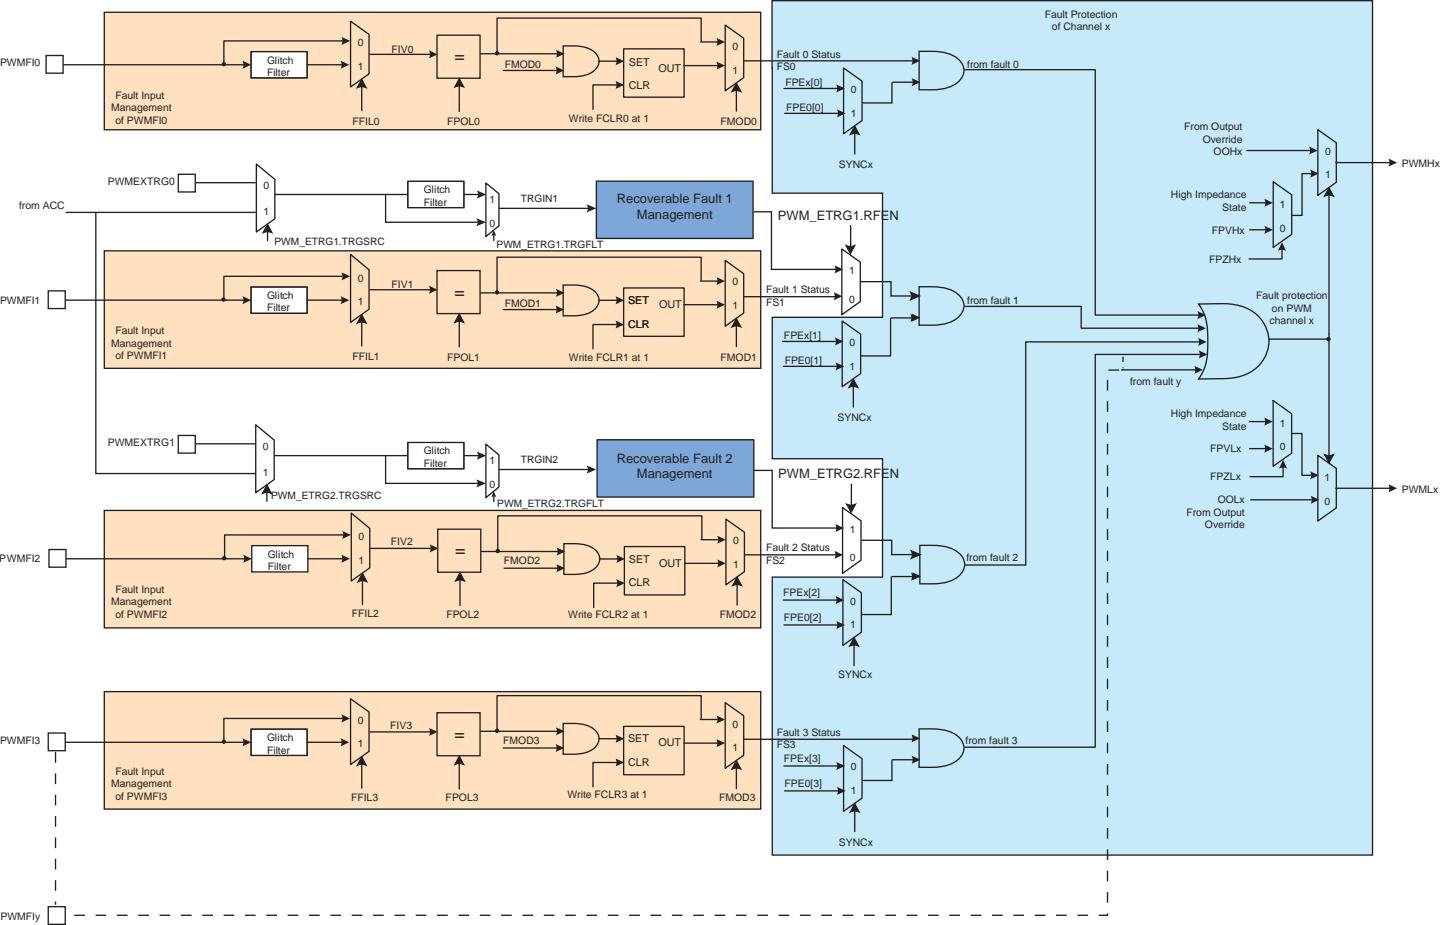 Fault Protection
of Channel x
PWMFI0
Glitch
Filter
0
1
FIV0
=
FMOD0
SET
OUT
CLR
0
1
Fault Input
Management
of PWMFI0
FFIL0
FPOL0
Write FCLR0 at 1
FMOD0
Fault 0 Status
FS0
FPEx[0]
FPE0[0]
0
1
SYNCx
from fault 0
From Output
Override
OOHx
0
1
PWMHx
High Impedance
State
FPVHx
1
0
FPZHx
PWMEXTRG0
from ACC
0
1
PWM_ETRG1.TRGSRC
Glitch
Filter
1
0
PWM_ETRG1.TRGFLT
TRGIN1
Recoverable Fault 1
Management
PWM_ETRG1.RFEN
1
0
PWMFI1
Glitch
Filter
0
1
FIV1
=
FMOD1
SET
OUT
CLR
0
1
Fault Input
Management
of PWMFI1
FFIL1
FPOL1
Write FCLR1 at 1
FMOD1
Fault 1 Status
FS1
FPEx[1]
FPE0[1]
0
1
SYNCx
from fault 1
Fault protection
on PWM
channel x
from fault y
PWMEXTRG1
0
1
PWM_ETRG2.TRGSRC
Glitch
Filter
1
0
PWM_ETRG2.TRGFLT
TRGIN2
Recoverable Fault 2
Management
PWM_ETRG2.RFEN
1
0
High Impedance
State
FPVLx
1
0
FPZLx
OOLx
From Output
Override
1
0
PWMLx
PWMFI2
Glitch
Filter
0
1
FIV2
=
FMOD2
SET
OUT
CLR
0
1
Fault Input
Management
of PWMFI2
FFIL2
FPOL2
Write FCLR2 at 1
FMOD2
Fault 2 Status
FS2
FPEx[2]
FPE0[2]
0
1
SYNCx
from fault 2
PWMFI3
Glitch
Filter
0
1
FIV3
=
FMOD3
SET
OUT
CLR
0
1
Fault Input
Management
of PWMFI3
FFIL3
FPOL3
Write FCLR3 at 1
FMOD3
Fault 3 Status
FS3
FPEx[3]
FPE0[3]
0
1
SYNCx
from fault 3
PWMFIy